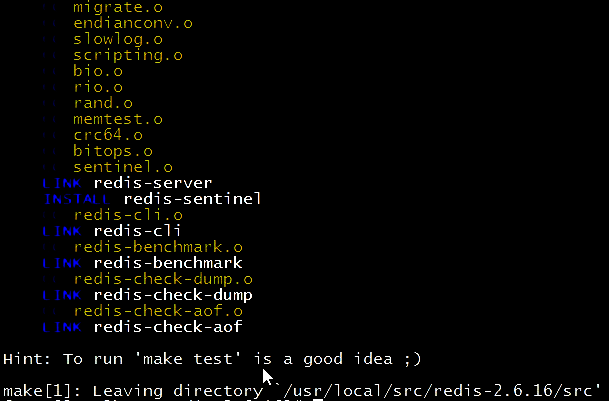 migrate.o
endianconv.o
slowlog.o
scripting.o
bio.o
rio.o
rand.o
memtest.o
crc64.o
bitops.o
sentinel.o
LINK redis-server
INSTALL redis-sentinel
redis-cli.o
LINK redis-cli
redis-benchmark.o
LINK redis-benchmark
redis-check-dump.o
LINK redis-check-dump
redis-check-aof.o
LINK redis-check-aof
Hint: To run 'make test' is a good idea ;)
make[1]: Leaving directory `/usr/local/src/redis-2.6.16/src'